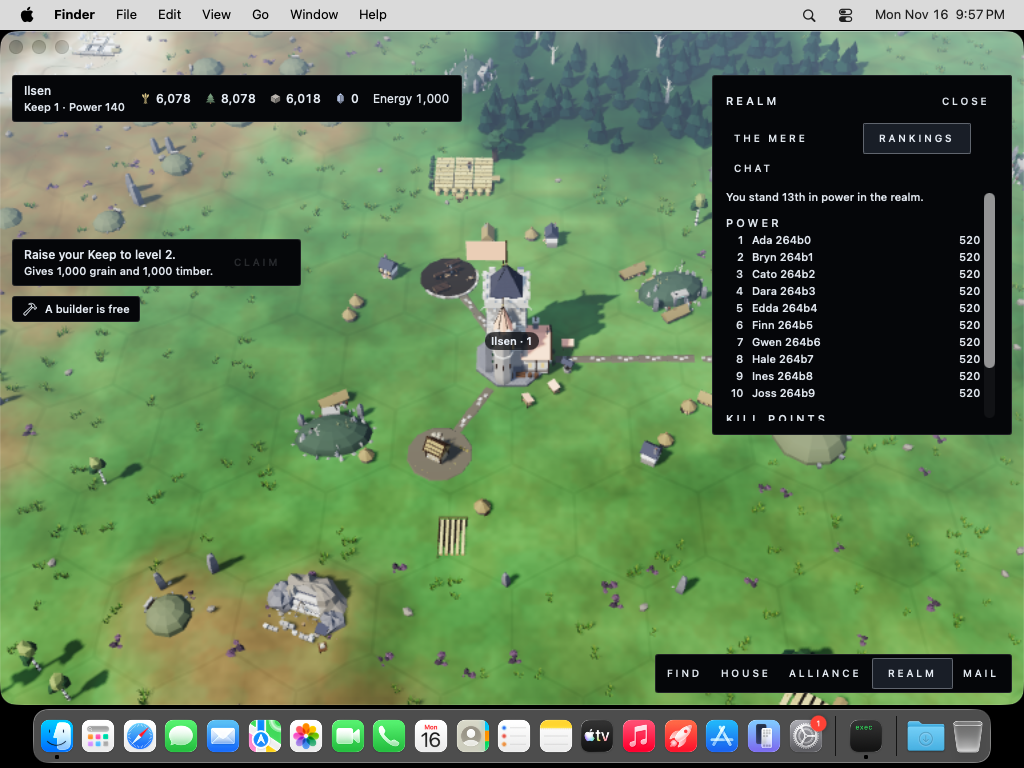 Finder File Edit View Go Window Help Mon Nov 16 9:57 PM
Ilsen
Keep 1 · Power 140
6,078 8,078 6,018 0 Energy 1,000
Raise your Keep to level 2.
Gives 1,000 grain and 1,000 timber.
CLAIM
A builder is free
Ilsen · 1
REALM CLOSE
THE MERE RANKINGS
CHAT
You stand 13th in power in the realm.
POWER
1 Ada 264b0 520
2 Bryn 264b1 520
3 Cato 264b2 520
4 Dara 264b3 520
5 Edda 264b4 520
6 Finn 264b5 520
7 Gwen 264b6 520
8 Hale 264b7 520
9 Ines 264b8 520
10 Joss 264b9 520
KILL POINTS
FIND HOUSE ALLIANCE REALM MAIL
Mon
16
tv
1
exec